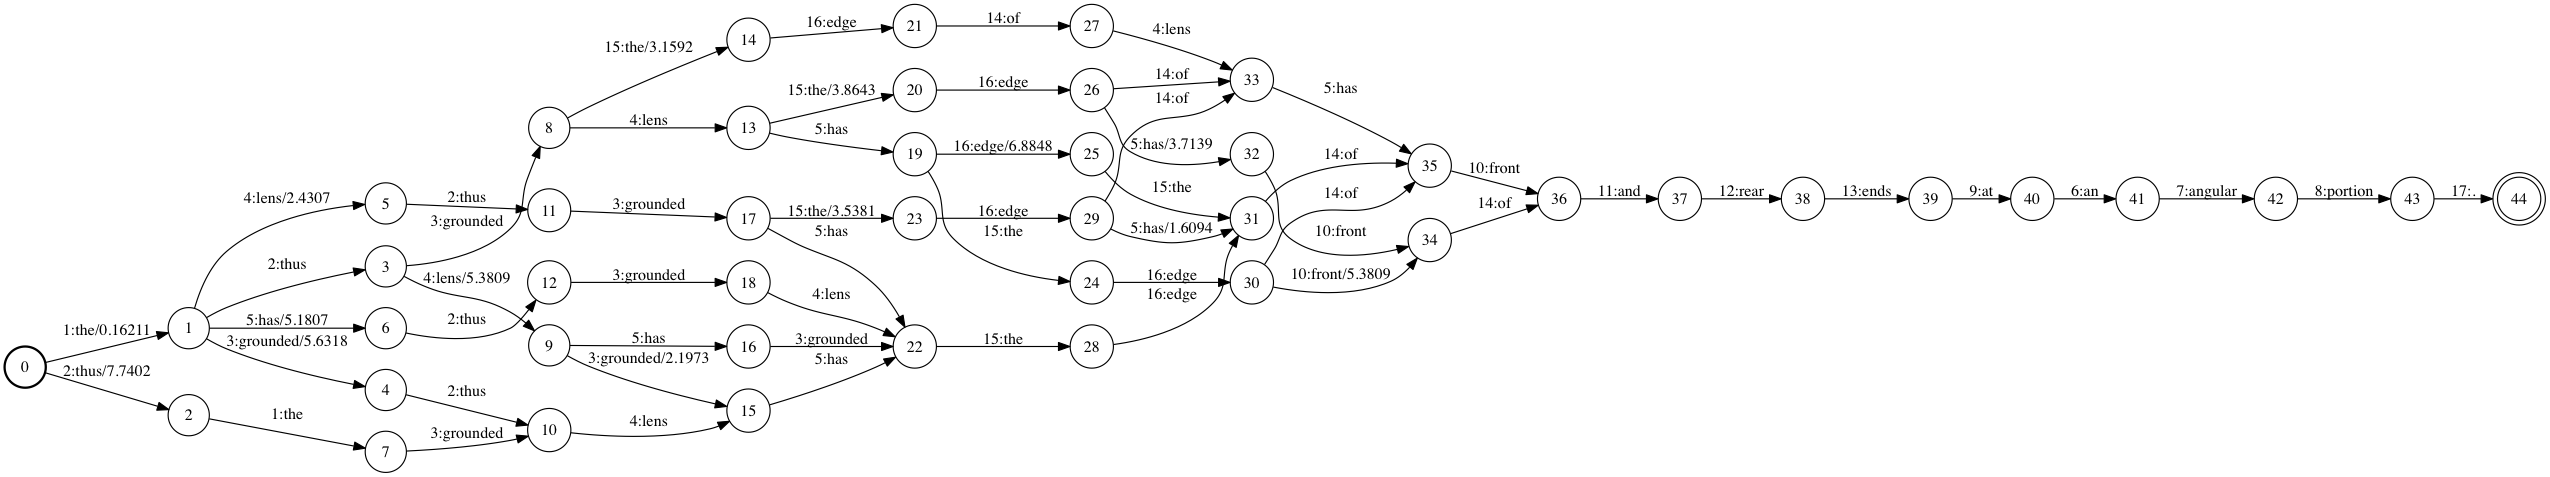 0
1:the/0.16211
2:thus/7.7402
1
4:lens/2.4307
2:thus
5:has/5.1807
3:grounded/5.6318
2
1:the
5
2:thus
3
3:grounded
4:lens/5.3809
6
2:thus
4
2:thus
7
3:grounded
8
15:the/3.1592
4:lens
11
3:grounded
12
3:grounded
9
5:has
3:grounded/2.1973
10
4:lens
14
16:edge
13
15:the/3.8643
5:has
17
15:the/3.5381
5:has
18
4:lens
16
3:grounded
15
5:has
21
14:of
20
16:edge
19
16:edge/6.8848
15:the
23
16:edge
22
15:the
27
4:lens
26
14:of
5:has/3.7139
25
15:the
29
14:of
5:has/1.6094
24
16:edge
28
16:edge
33
5:has
32
10:front
31
14:of
30
14:of
10:front/5.3809
35
10:front
34
14:of
36
11:and
37
12:rear
38
13:ends
39
9:at
40
6:an
41
7:angular
42
8:portion
43
17:.
44